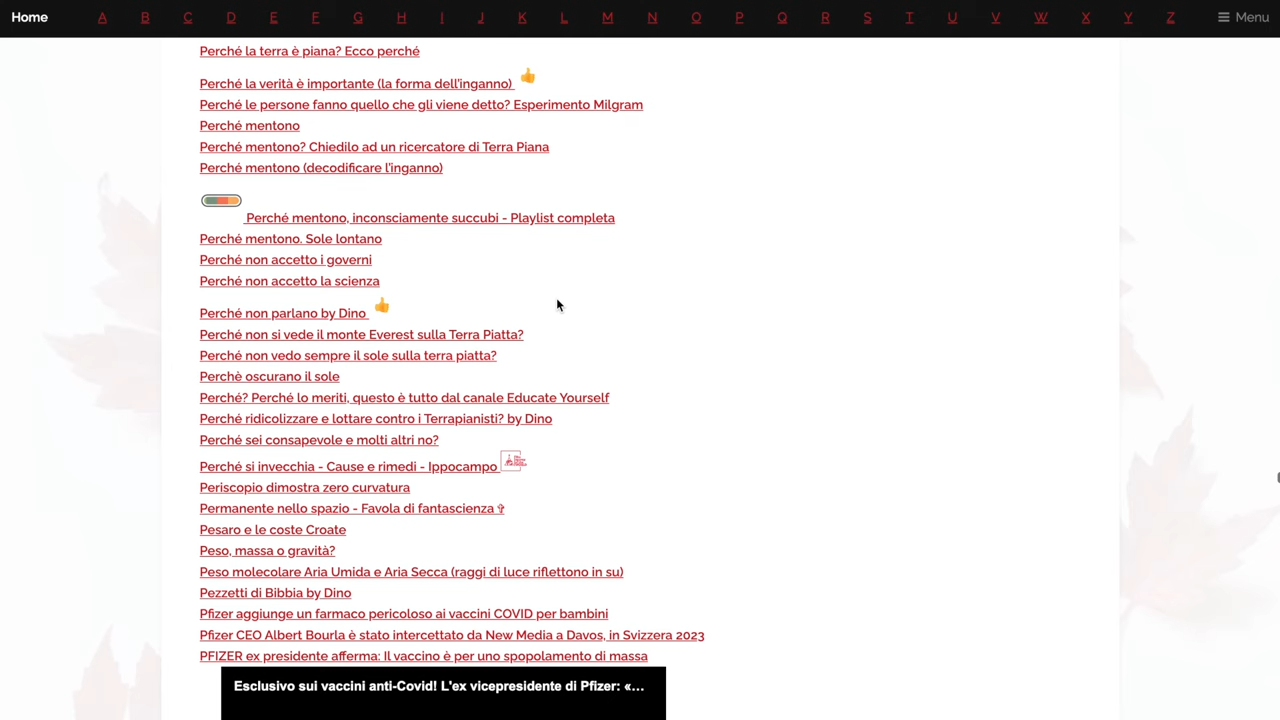 Home A B C D E F G H I J K L M N O P Q R S T U V W X Y Z Menu
Perché la terra è piana? Ecco perché
Perché la verità è importante (la forma dell'inganno)
Perché le persone fanno quello che gli viene detto? Esperimento Milgram
Perché mentono
Perché mentono? Chiedilo ad un ricercatore di Terra Piana
Perché mentono (decodificare l'inganno)
Perché mentono, inconsciamente succubi - Playlist completa
Perché mentono. Sole lontano
Perché non accetto i governi
Perché non accetto la scienza
Perché non parlano by Dino
Perché non si vede il monte Everest sulla Terra Piatta?
Perché non vedo sempre il sole sulla terra piatta?
Perchè oscurano il sole
Perché? Perché lo meriti, questo è tutto dal canale Educate Yourself
Perché ridicolizzare e lottare contro i Terrapianisti? by Dino
Perché sei consapevole e molti altri no?
Perché si invecchia - Cause e rimedi - Ippocampo
Periscopio dimostra zero curvatura
Permanente nello spazio - Favola di fantascienza ✞
Pesaro e le coste Croate
Peso, massa o gravità?
Peso molecolare Aria Umida e Aria Secca (raggi di luce riflettono in su)
Pezzetti di Bibbia by Dino
Pfizer aggiunge un farmaco pericoloso ai vaccini COVID per bambini
Pfizer CEO Albert Bourla è stato intercettato da New Media a Davos, in Svizzera 2023
PFIZER ex presidente afferma: Il vaccino è per uno spopolamento di massa
Esclusivo sui vaccini anti-Covid! L'ex vicepresidente di Pfizer: «...